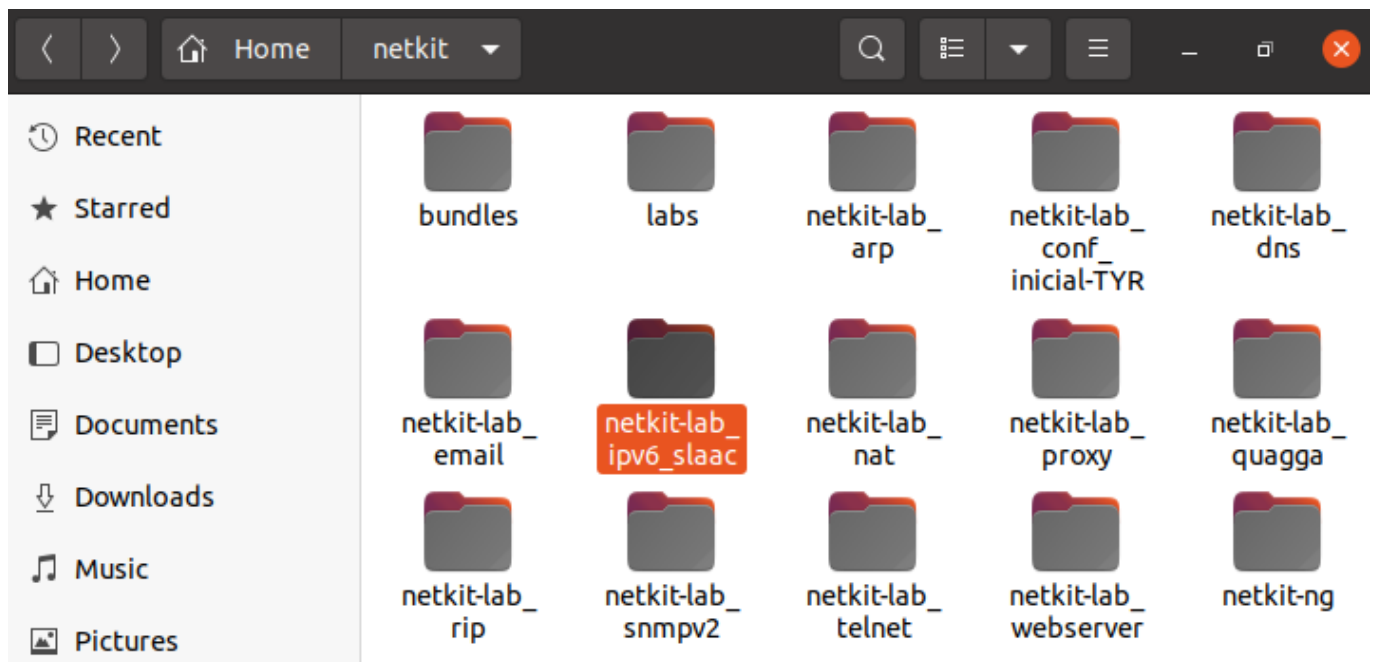 Home netkit
Recent
Starred
Home
Desktop
Documents
Downloads
Music
Pictures
bundles
labs
netkit-lab_
arp
netkit-lab_
conf_
inicial-TYR
netkit-lab_
dns
netkit-lab_
email
netkit-lab_
ipv6_slaac
netkit-lab_
nat
netkit-lab_
proxy
netkit-lab_
quagga
netkit-lab_
rip
netkit-lab_
snmpv2
netkit-lab_
telnet
netkit-lab_
webserver
netkit-ng